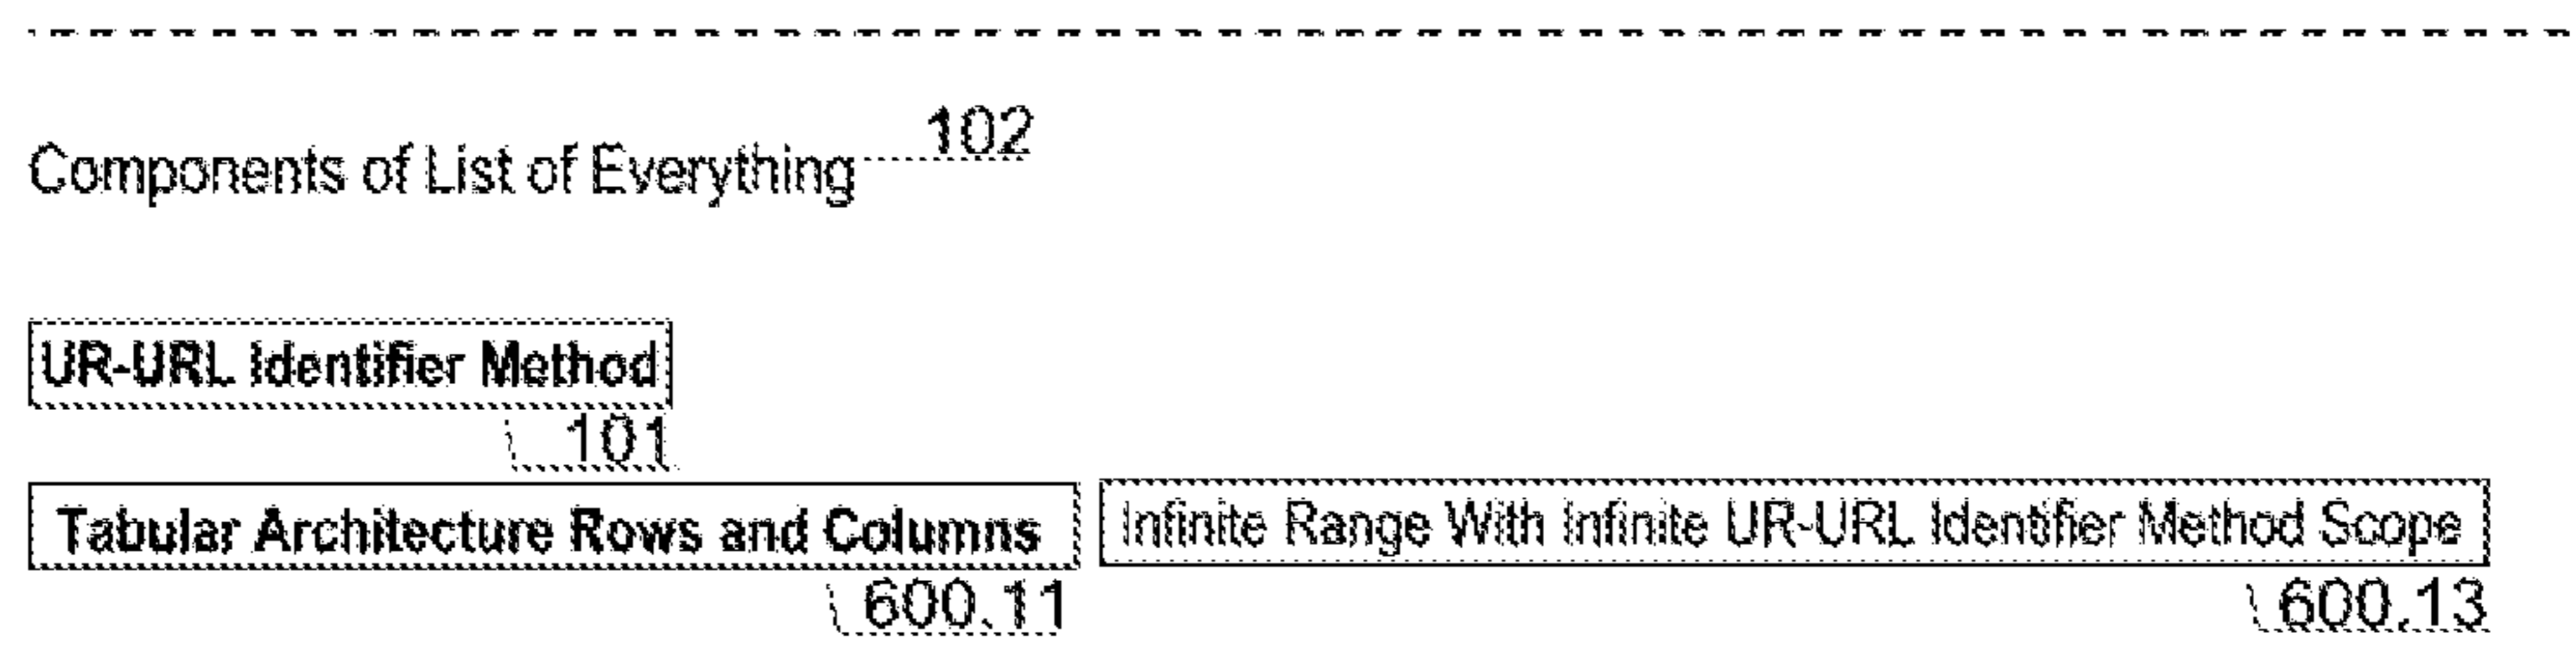 Components of List of Everything 102
UR-URL Identifier Method
101
Tabular Architecture Rows and Columns Infinite Range With Infinite UR-URL Identifier Method Scope
600.11 600.13